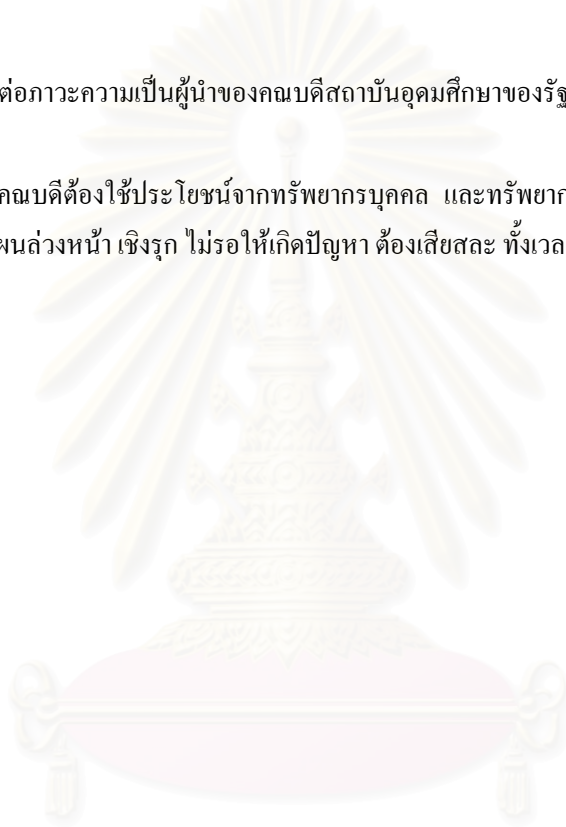 ต่อภาวะความเป็นผู้นำของคณบดีสถาบันอุดมศึกษาของรัฐ
คณบดีต้องใช้ประโยชน์จากทรัพยากรบุคคล และทรัพยาก
ผนล่วงหน้า เชิงรุก ไม่รอให้เกิดปัญหา ต้องเสียสละ ทั้งเวล